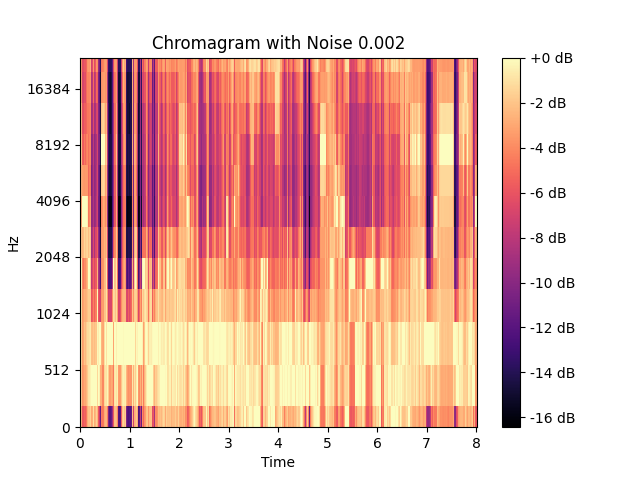 Chromagram with Noise 0.002
Hz
16384
8192
4096
2048
1024
512
0
0 1 2 3 4 5 6 7 8
Time
+0 dB
-2 dB
-4 dB
-6 dB
-8 dB
-10 dB
-12 dB
-14 dB
-16 dB